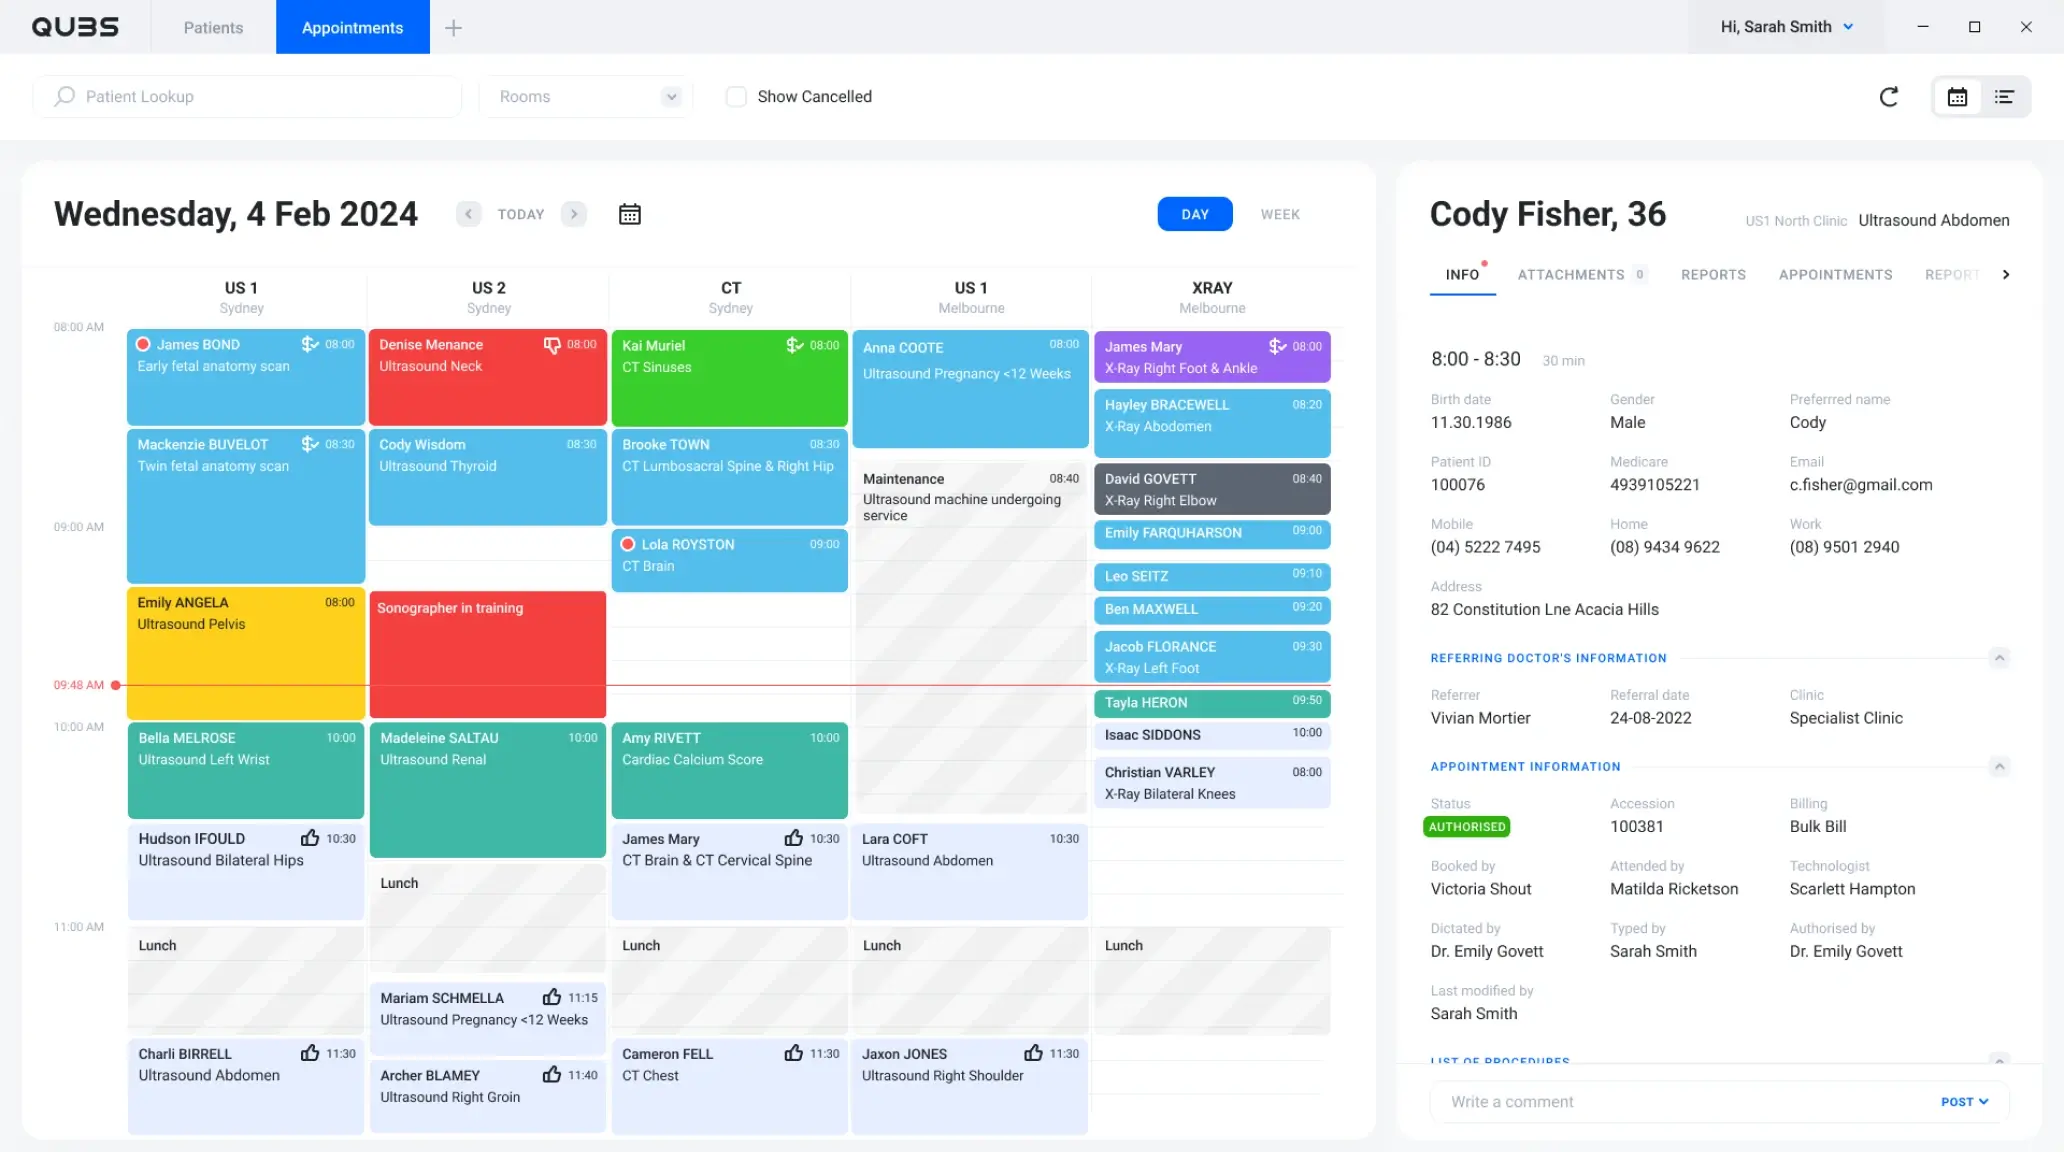 QUBS
Patients
Appointments
Hi, Sarah Smith
Patient Lookup
Rooms
Show Cancelled
Wednesday, 4 Feb 2024
TODAY
DAY
WEEK
US 1
Sydney
US 2
Sydney
CT
Sydney
US 1
Melbourne
XRAY
Melbourne
08:00 AM
09:00 AM
09:48 AM
10:00 AM
11:00 AM
James BOND 08:00
Early fetal anatomy scan
Mackenzie BUVELOT 08:30
Twin fetal anatomy scan
Emily ANGELA 08:00
Ultrasound Pelvis
Bella MELROSE 10:00
Ultrasound Left Wrist
Hudson IFOULD 10:30
Ultrasound Bilateral Hips
Lunch
Charli BIRRELL 11:30
Ultrasound Abdomen
Denise Menance 08:00
Ultrasound Neck
Cody Wisdom 08:30
Ultrasound Thyroid
Sonographer in training
Madeleine SALTAU 10:00
Ultrasound Renal
Lunch
Mariam SCHMELLA 11:15
Ultrasound Pregnancy <12 Weeks
Archer BLAMEY 11:40
Ultrasound Right Groin
Kai Muriel 08:00
CT Sinuses
Brooke TOWN 08:30
CT Lumbosacral Spine & Right Hip
Lola ROYSTON 09:00
CT Brain
Amy RIVETT 10:00
Cardiac Calcium Score
James Mary 10:30
CT Brain & CT Cervical Spine
Lunch
Cameron FELL 11:30
CT Chest
Anna COOTE 08:00
Ultrasound Pregnancy <12 Weeks
Maintenance 08:40
Ultrasound machine undergoing
service
Lara COFT 10:30
Ultrasound Abdomen
Lunch
Jaxon JONES 11:30
Ultrasound Right Shoulder
James Mary 08:00
X-Ray Right Foot & Ankle
Hayley BRACEWELL 08:20
X-Ray Abodomen
David GOVETT 08:40
X-Ray Right Elbow
Emily FARQUHARSON 09:00
Leo SEITZ 09:10
Ben MAXWELL 09:20
Jacob FLORANCE 09:30
X-Ray Left Foot
Tayla HERON 09:50
Isaac SIDDONS 10:00
Christian VARLEY 08:00
X-Ray Bilateral Knees
Lunch
Cody Fisher, 36
US1 North Clinic Ultrasound Abdomen
INFO
ATTACHMENTS 0
REPORTS
APPOINTMENTS
REPORT
8:00 - 8:30 30 min
Birth date Gender Preferrred name
11.30.1986 Male Cody
Patient ID Medicare Email
100076 4939105221 c.fisher@gmail.com
Mobile Home Work
(04) 5222 7495 (08) 9434 9622 (08) 9501 2940
Address
82 Constitution Lne Acacia Hills
REFERRING DOCTOR'S INFORMATION
Referrer Referral date Clinic
Vivian Mortier 24-08-2022 Specialist Clinic
APPOINTMENT INFORMATION
Status Accession Billing
AUTHORISED 100381 Bulk Bill
Booked by Attended by Technologist
Victoria Shout Matilda Ricketson Scarlett Hampton
Dictated by Typed by Authorised by
Dr. Emily Govett Sarah Smith Dr. Emily Govett
Last modified by
Sarah Smith
LIST OF PROCEDURES
Write a comment
POST